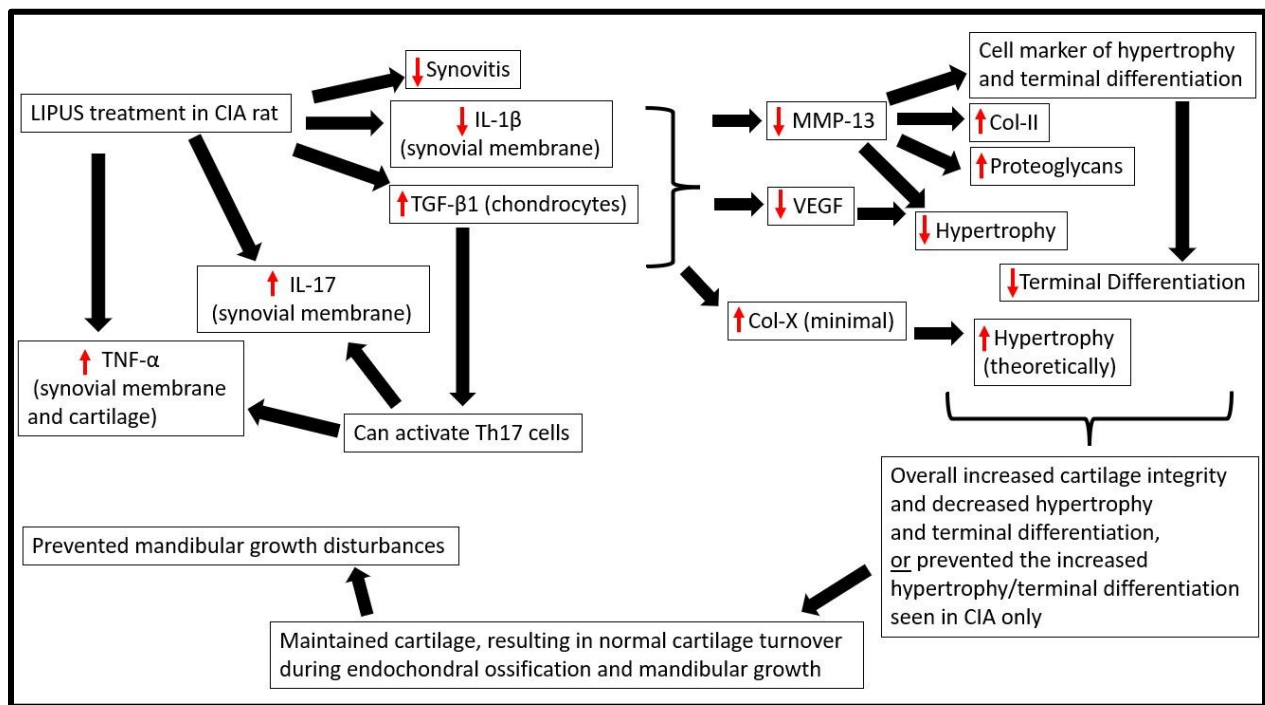 LIPUS treatment in CIA rat
↓ Synovitis
↓ IL-1β
(synovial membrane)
↑ TGF-β1 (chondrocytes)
↑ IL-17
(synovial membrane)
↑ TNF-α
(synovial membrane
and cartilage)
Can activate Th17 cells
↓ MMP-13
↓ VEGF
↑ Col-X (minimal)
Cell marker of hypertrophy
and terminal differentiation
↑ Col-II
↑ Proteoglycans
↓ Hypertrophy
↓ Terminal Differentiation
↑ Hypertrophy
(theoretically)
Overall increased cartilage integrity
and decreased hypertrophy
and terminal differentiation,
or prevented the increased
hypertrophy/terminal differentiation
seen in CIA only
Maintained cartilage, resulting in normal cartilage turnover
during endochondral ossification and mandibular growth
Prevented mandibular growth disturbances